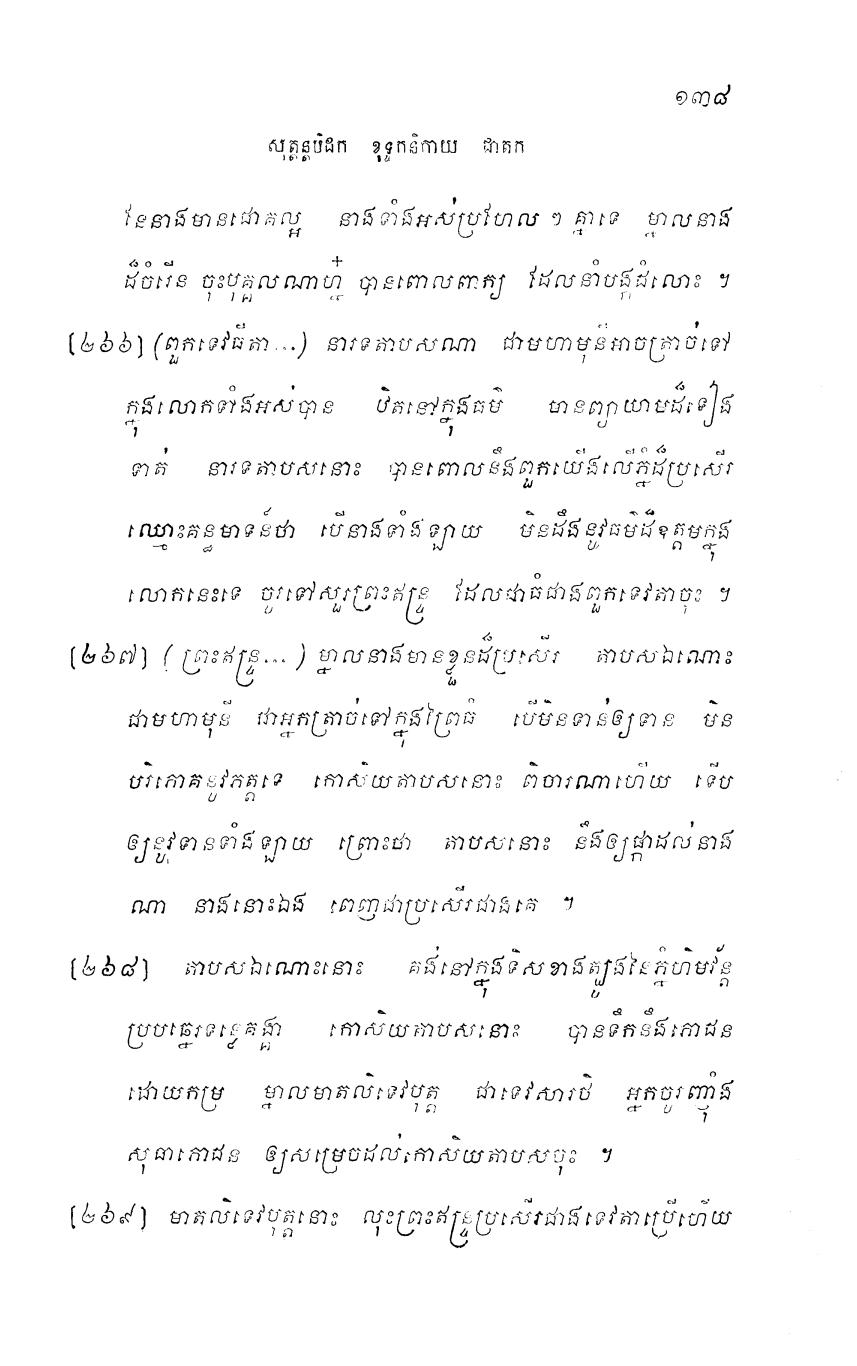 ១៣៨
សុត្តន្តបិដក ខុទ្ទកនិកាយ ជាតក
នៃនាងមានជោគល្អ នាងទាំងអស់ប្រហែល ៗ គ្នាទេ ម្នាលនាង
ដ៏ចំរើន ចុះបុគ្គលណាហ្ន៎ បានពោលពាក្យ ដែលនាំបង្កជំលោះ ។
[២៦៦] (ពួកទេវធីតា...) នារទតាបសណា ជាមហាមុនីអាចត្រាច់ទៅ
ក្នុងលោកទាំងអស់បាន ឋិតនៅក្នុងធម៌ មានព្យាយាមដ៏ទៀង
ទាត់ នារទតាបសនោះ បានពោលនឹងពួកយើងលើភ្នំដ៏ប្រសើរ
ឈ្មោះគន្ធមាទន៍ថា បើនាងទាំងឡាយ មិនដឹងនូវធម៌ដ៏ឧត្តមក្នុង
លោកនេះទេ ចូរទៅសួរព្រះឥន្ទ្រ ដែលជាធំជាងពួកទេវតាចុះ ។
[២៦៧] (ព្រះឥន្ទ្រ...) ម្នាលនាងមានខ្លួនដ៏ប្រសើរ តាបសឯណោះ
ជាមហាមុនី ជាអ្នកត្រាច់ទៅក្នុងព្រៃធំ បើមិនទាន់ឲ្យទាន មិន
បរិភោគនូវភត្តទេ កោសិយតាបសនោះ ពិចារណាហើយ ទើប
ឲ្យនូវទានទាំងឡាយ ព្រោះថា តាបសនោះ នឹងឲ្យផ្កាដល់នាង
ណា នាងនោះឯង ពេញជាប្រសើរជាងគេ ។
[២៦៨] តាបសឯណោះនោះ គង់នៅក្នុងទិសខាងត្បូងនៃភ្នំហិមវ័ន្ត
ប្របឆ្នេរទន្លេគង្គា កោសិយតាបសនោះ បានទឹកនឹងភោជន
ដោយកម្រ ម្នាលមាតលិទេវបុត្ត ជាទេវសារថិ អ្នកចូរញុ៉ាំង
សុធាភោជន ឲ្យសម្រេចដល់កោសិយតាបសចុះ ។
[២៦៩] មាតលិទេវបុត្តនោះ លុះព្រះឥន្ទ្រប្រសើរជាងទេវតាប្រើហើយ